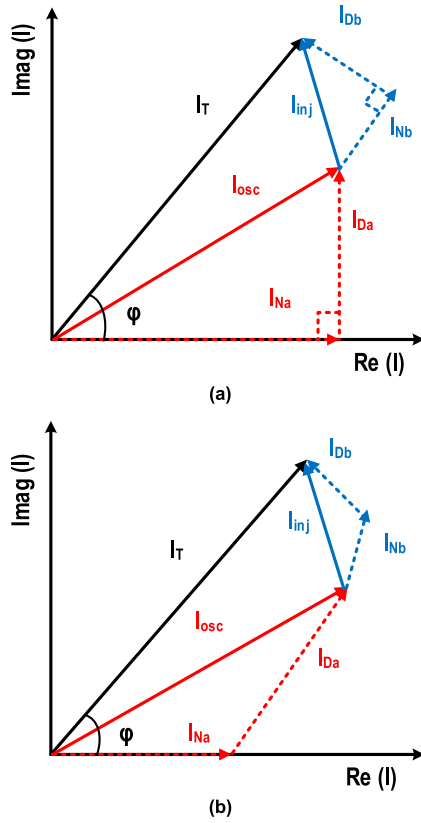 Imag (I)
I_Db
I_T
I_inj
I_Nb
I_osc
I_Da
I_Na
φ
Re (I)
(a)
Imag (I)
I_Db
I_inj
I_T
I_Nb
I_osc
I_Da
I_Na
φ
Re (I)
(b)